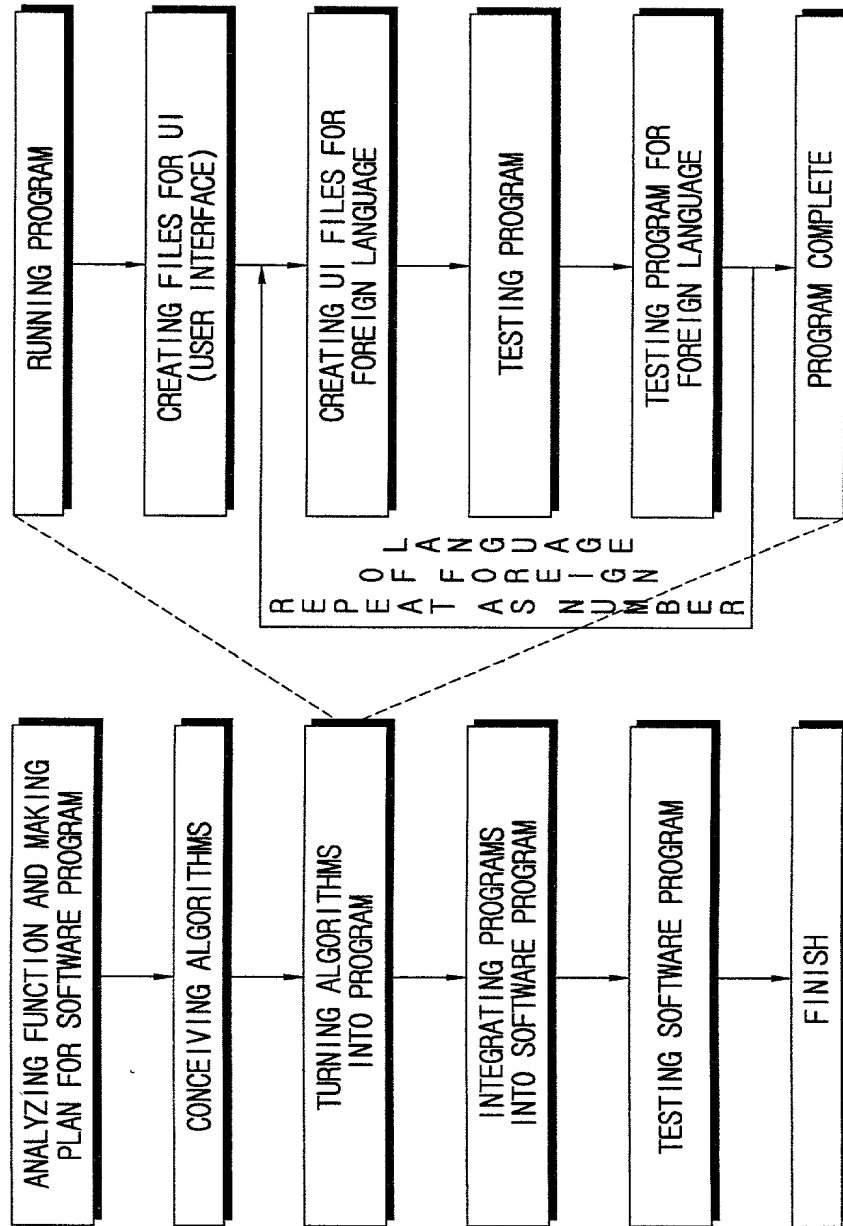 ANALYZING FUNCTION AND MAKING
PLAN FOR SOFTWARE PROGRAM
CONCEIVING ALGORITHMS
TURNING ALGORITHMS
INTO PROGRAM
INTEGRATING PROGRAMS
INTO SOFTWARE PROGRAM
TESTING SOFTWARE PROGRAM
FINISH
RUNNING PROGRAM
CREATING FILES FOR UI
(USER INTERFACE)
CREATING UI FILES FOR
FOREIGN LANGUAGE
TESTING PROGRAM
TESTING PROGRAM FOR
FOREIGN LANGUAGE
PROGRAM COMPLETE
REPEAT AS NUMBER
OF FOREIGN
LANGUAGE